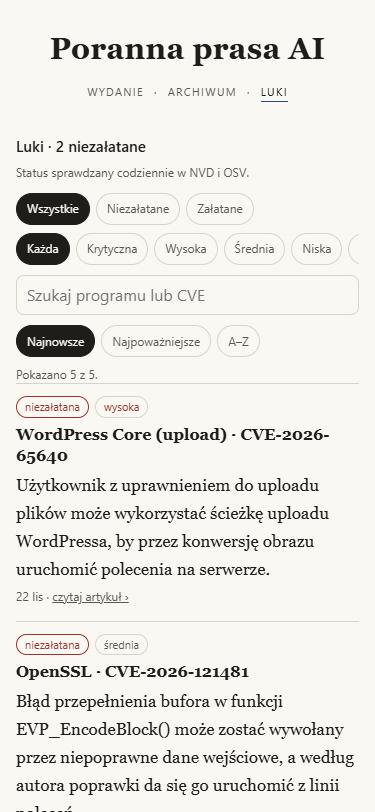 Poranna prasa AI
WYDANIE · ARCHIWUM · LUKI
Luki · 2 niezałatane
Status sprawdzany codziennie w NVD i OSV.
Wszystkie Niezałatane Załatane
Każda Krytyczna Wysoka Średnia Niska
Szukaj programu lub CVE
Najnowsze Najpoważniejsze A–Z
Pokazano 5 z 5.
niezałatana wysoka
WordPress Core (upload) · CVE-2026-
65640
Użytkownik z uprawnieniem do uploadu
plików może wykorzystać ścieżkę uploadu
WordPressa, by przez konwersję obrazu
uruchomić polecenia na serwerze.
22 lis · czytaj artykuł ›
niezałatana średnia
OpenSSL · CVE-2026-121481
Błąd przepełnienia bufora w funkcji
EVP_EncodeBlock() może zostać wywołany
przez niepoprawne dane wejściowe, a według
autora poprawki da się go uruchomić z linii